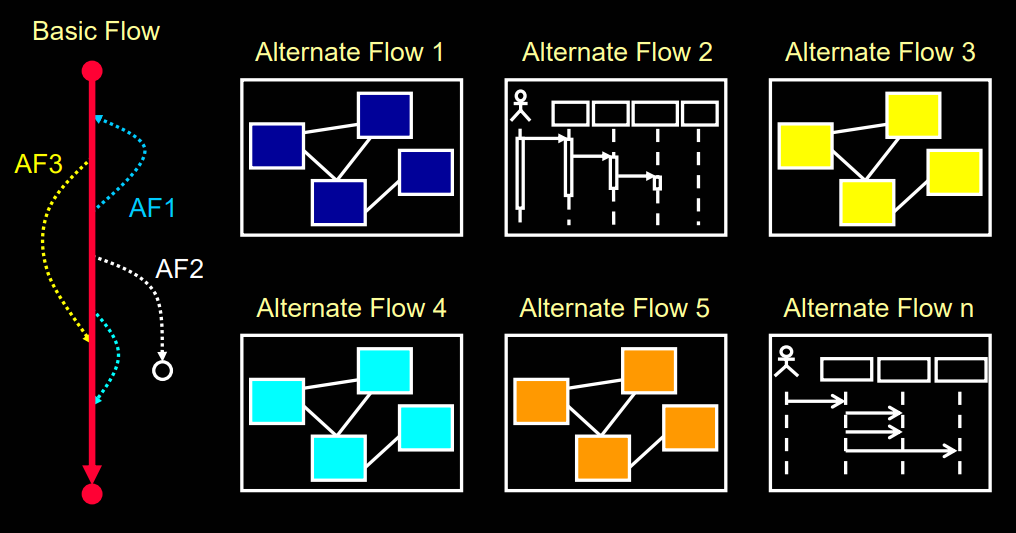 Basic Flow
AF3
AF1
AF2
Alternate Flow 1
Alternate Flow 2
Alternate Flow 3
Alternate Flow 4
Alternate Flow 5
Alternate Flow n